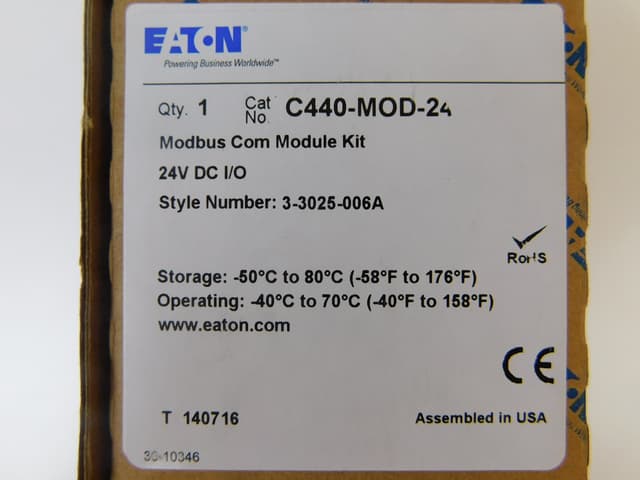 EATON
Powering Business Worldwide™
Qty. 1 Cat No. C440-MOD-24
Modbus Com Module Kit
24V DC I/O
Style Number: 3-3025-006A
RoHS
Storage: -50°C to 80°C (-58°F to 176°F)
Operating: -40°C to 70°C (-40°F to 158°F)
www.eaton.com
CE
T 140716 Assembled in USA
36-10346